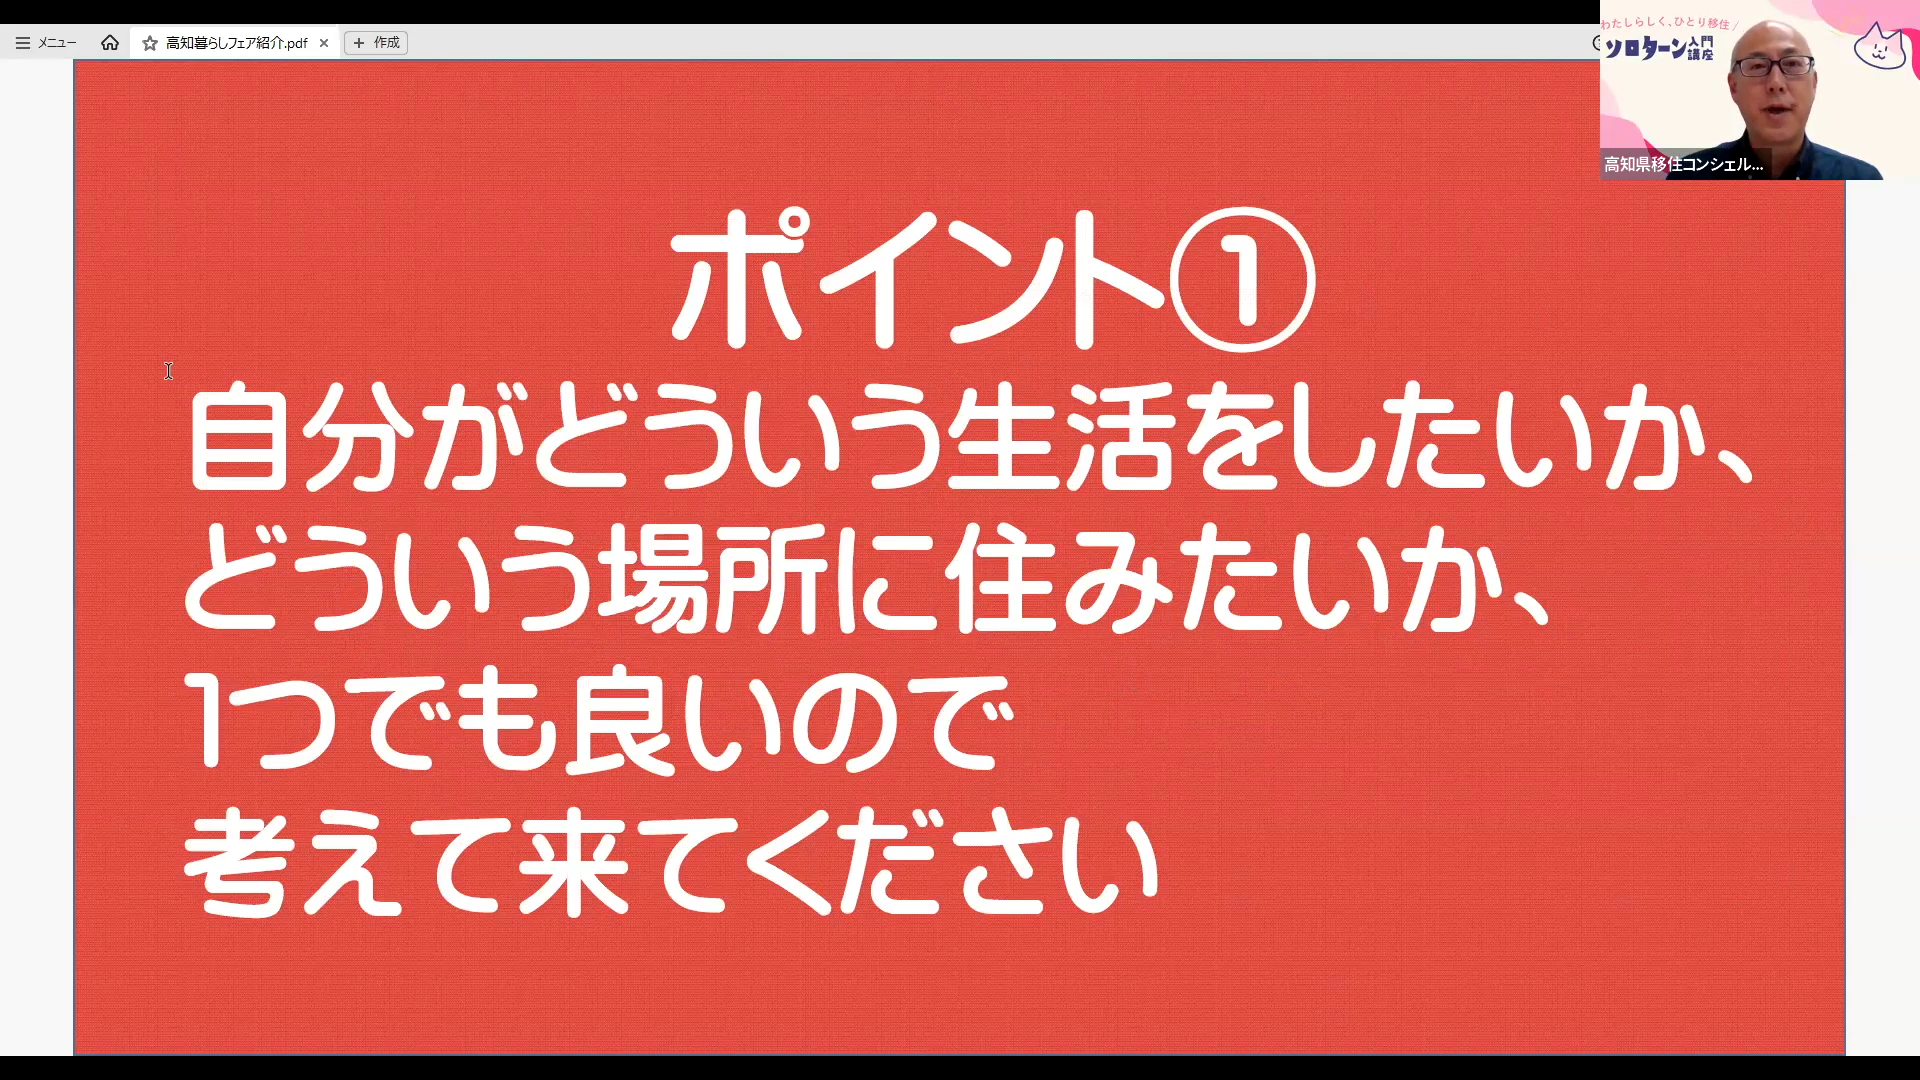 メニュー
高知暮らしフェア紹介.pdf
作成
わたしらしく、ひとり移住
ソロターン入門講座
高知県移住コンシェル...
ポイント①
自分がどういう生活をしたいか、
どういう場所に住みたいか、
1つでも良いので
考えて来てください